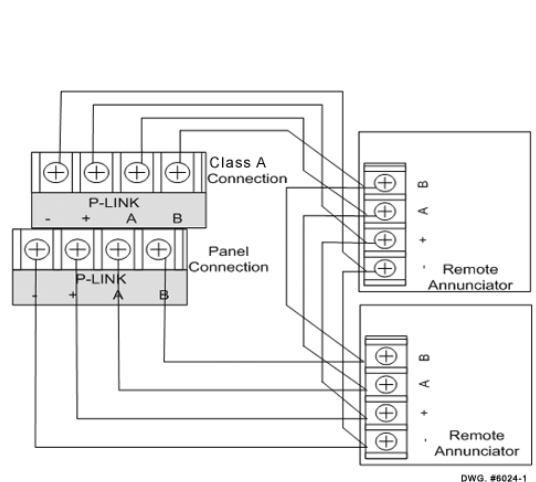 Class A
Connection
P-LINK
- + A B
Panel
Connection
P-LINK
- + A B
B
A
+
-
Remote
Annunciator
B
A
+
-
Remote
Annunciator
DWG. #6024-1